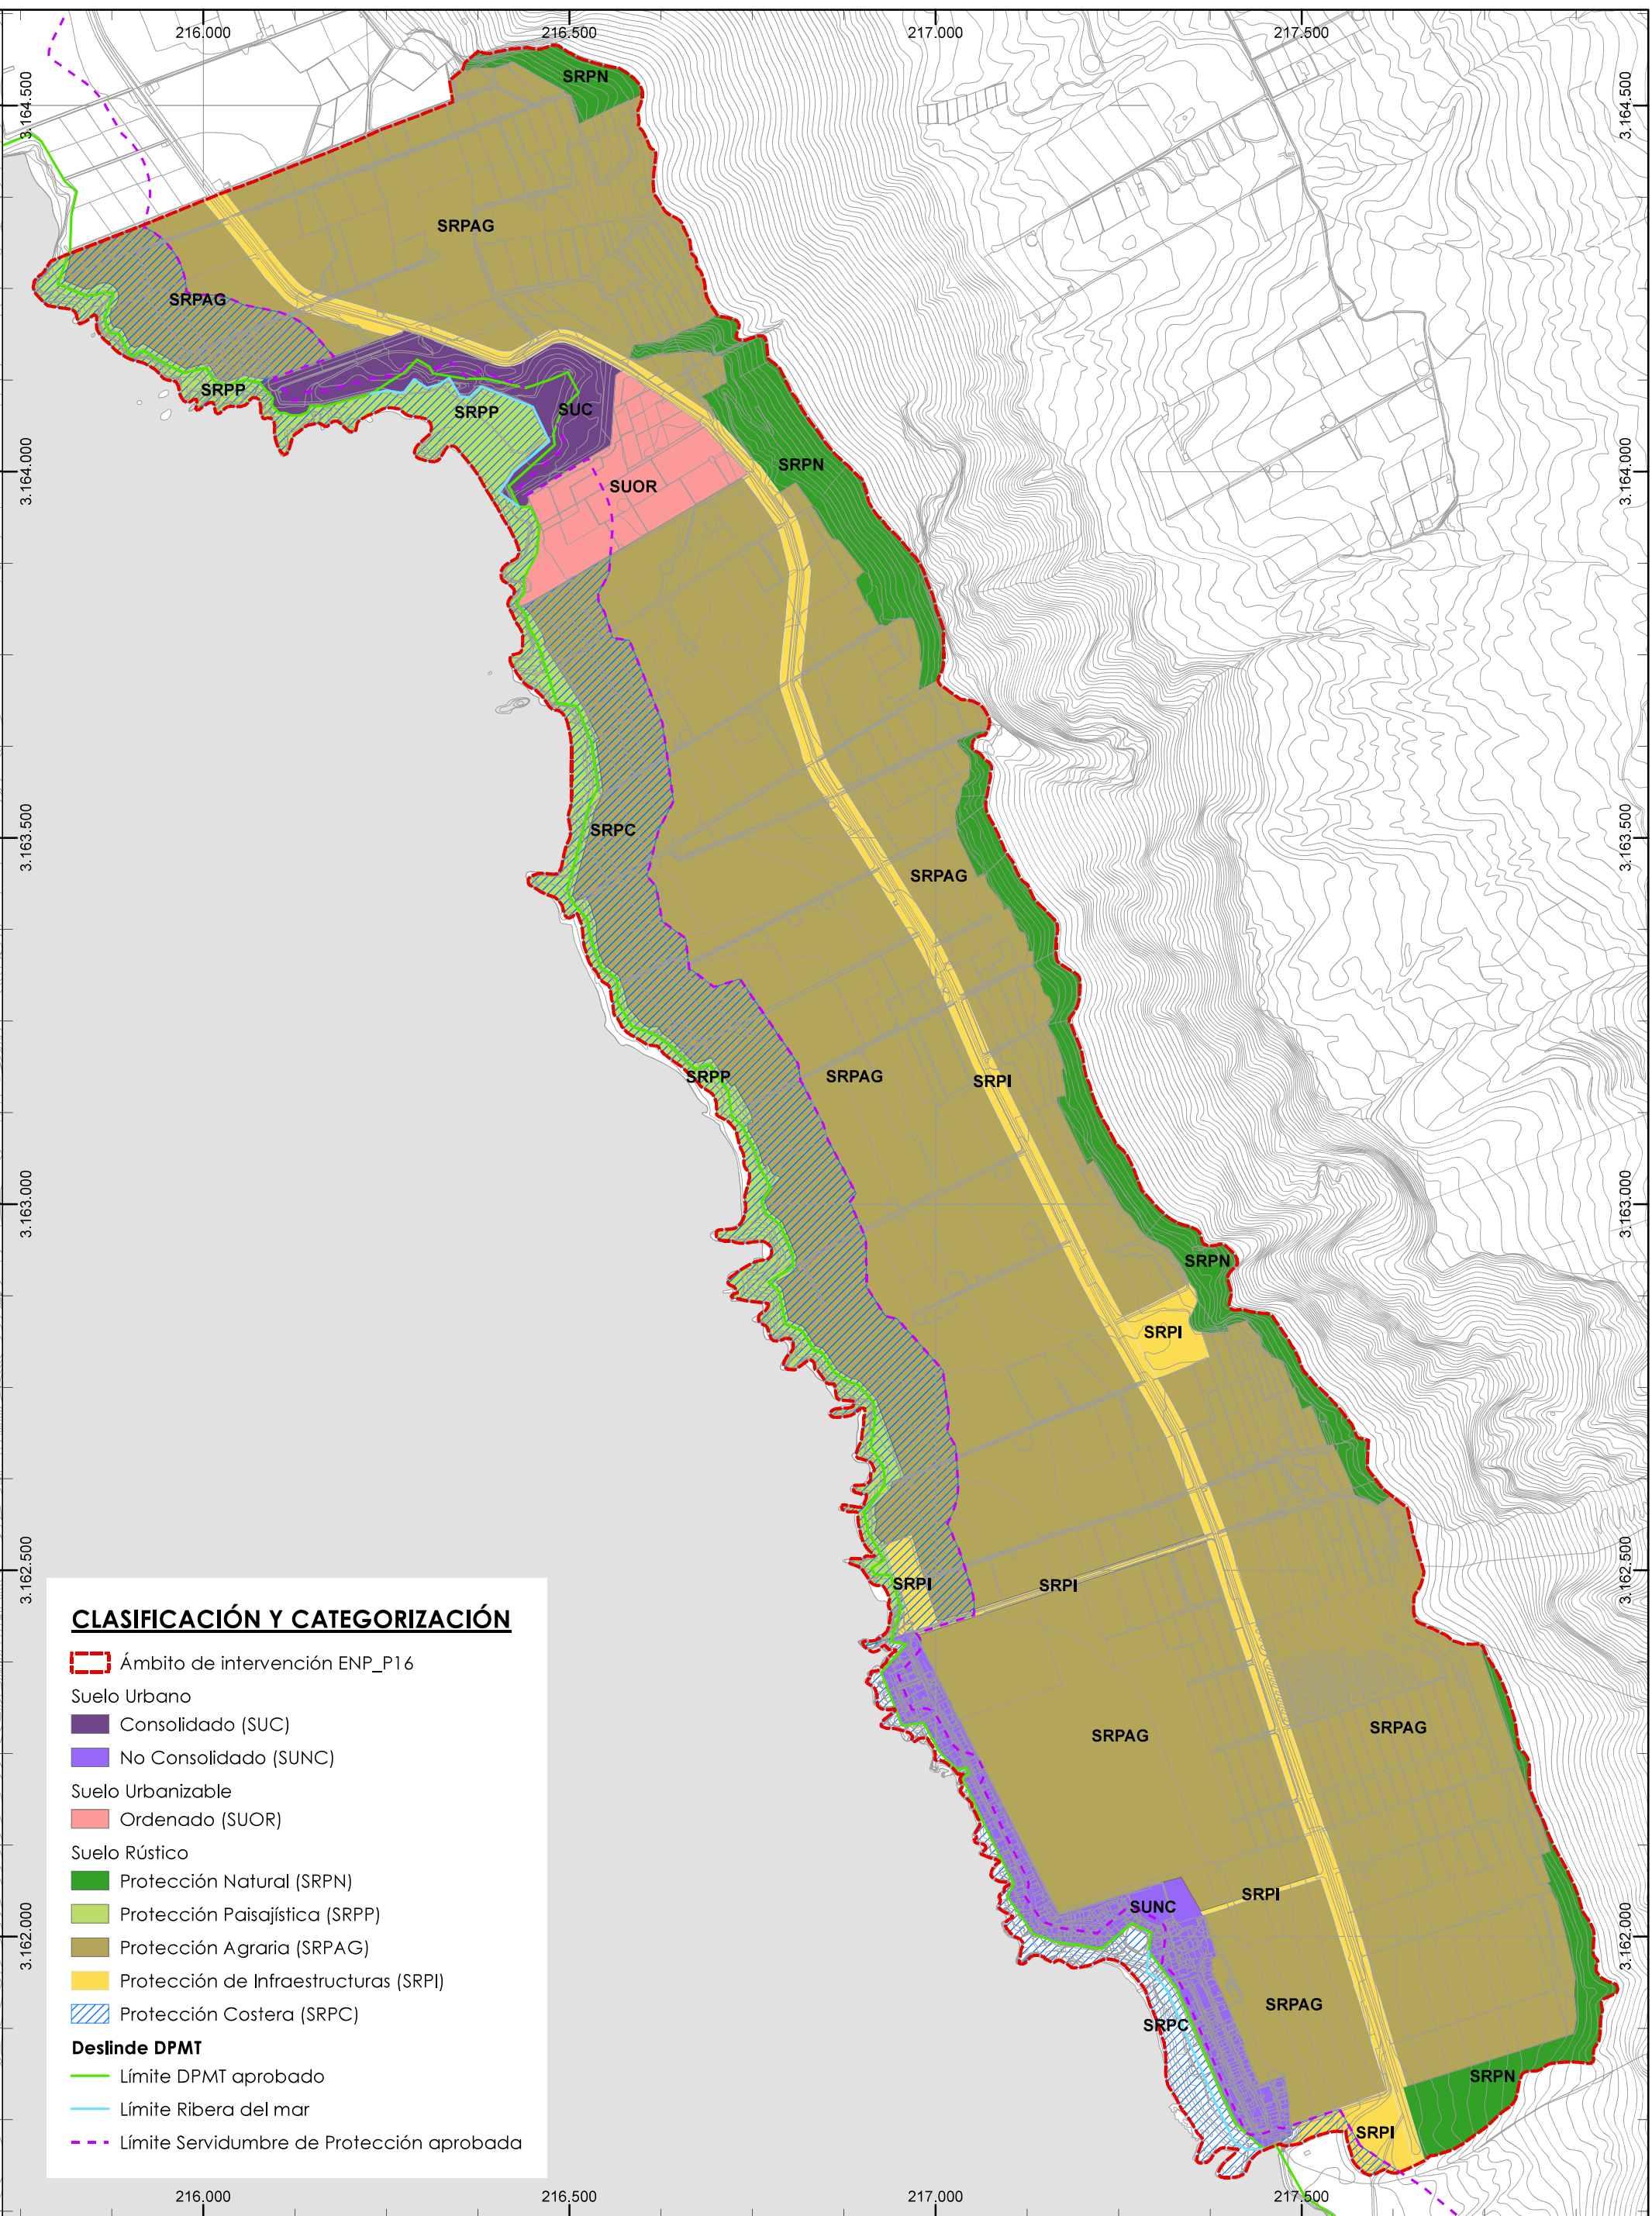 216.000
216.500
217.000
217.500
SRPN
3.164.500
3.164.500
SRPAG
SRPAG
SRPP
SRPP
SUC
SRPN
SUOR
3.164.000
3.164.000
SRPC
3.163.500
3.163.500
SRPAG
SRPP
SRPAG
SRPI
3.163.000
3.163.000
SRPN
SRPI
SRPI
SRPI
3.162.500
3.162.500
SRPAG
SRPAG
SRPI
SUNC
3.162.000
3.162.000
SRPAG
SRPC
SRPN
SRPI
CLASIFICACIÓN Y CATEGORIZACIÓN
Ámbito de intervención ENP_P16
Suelo Urbano
Consolidado (SUC)
No Consolidado (SUNC)
Suelo Urbanizable
Ordenado (SUOR)
Suelo Rústico
Protección Natural (SRPN)
Protección Paisajística (SRPP)
Protección Agraria (SRPAG)
Protección de Infraestructuras (SRPI)
Protección Costera (SRPC)
Deslinde DPMT
Límite DPMT aprobado
Límite Ribera del mar
Límite Servidumbre de Protección aprobada
216.000
216.500
217.000
217.500